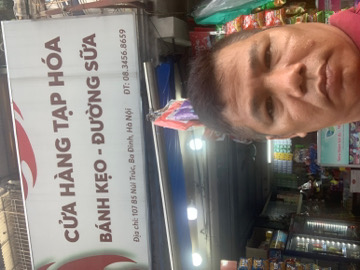 CỬA HÀNG TẠP HÓA
BÁNH KẸO - ĐƯỜNG SỮA
Địa chỉ: 107 B5 Núi Trúc, Ba Đình, Hà Nội
ĐT: 08.3456.8659